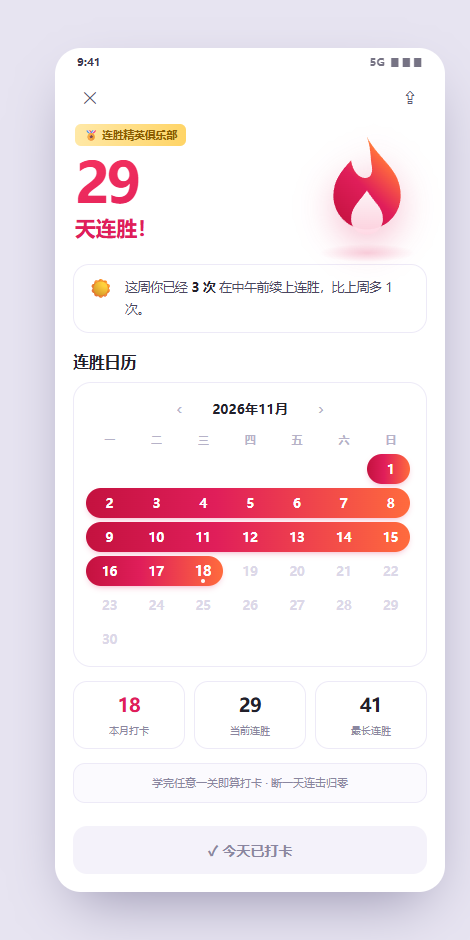 9:41
5G
连胜精英俱乐部
29
天连胜!
这周你已经 3 次 在中午前续上连胜，比上周多 1
次。
连胜日历
‹ 2026年11月 ›
一 二 三 四 五 六 日
1
2 3 4 5 6 7 8
9 10 11 12 13 14 15
16 17 18 19 20 21 22
23 24 25 26 27 28 29
30
18 29 41
本月打卡 当前连胜 最长连胜
学完任意一关即算打卡 · 断一天连击归零
✓ 今天已打卡